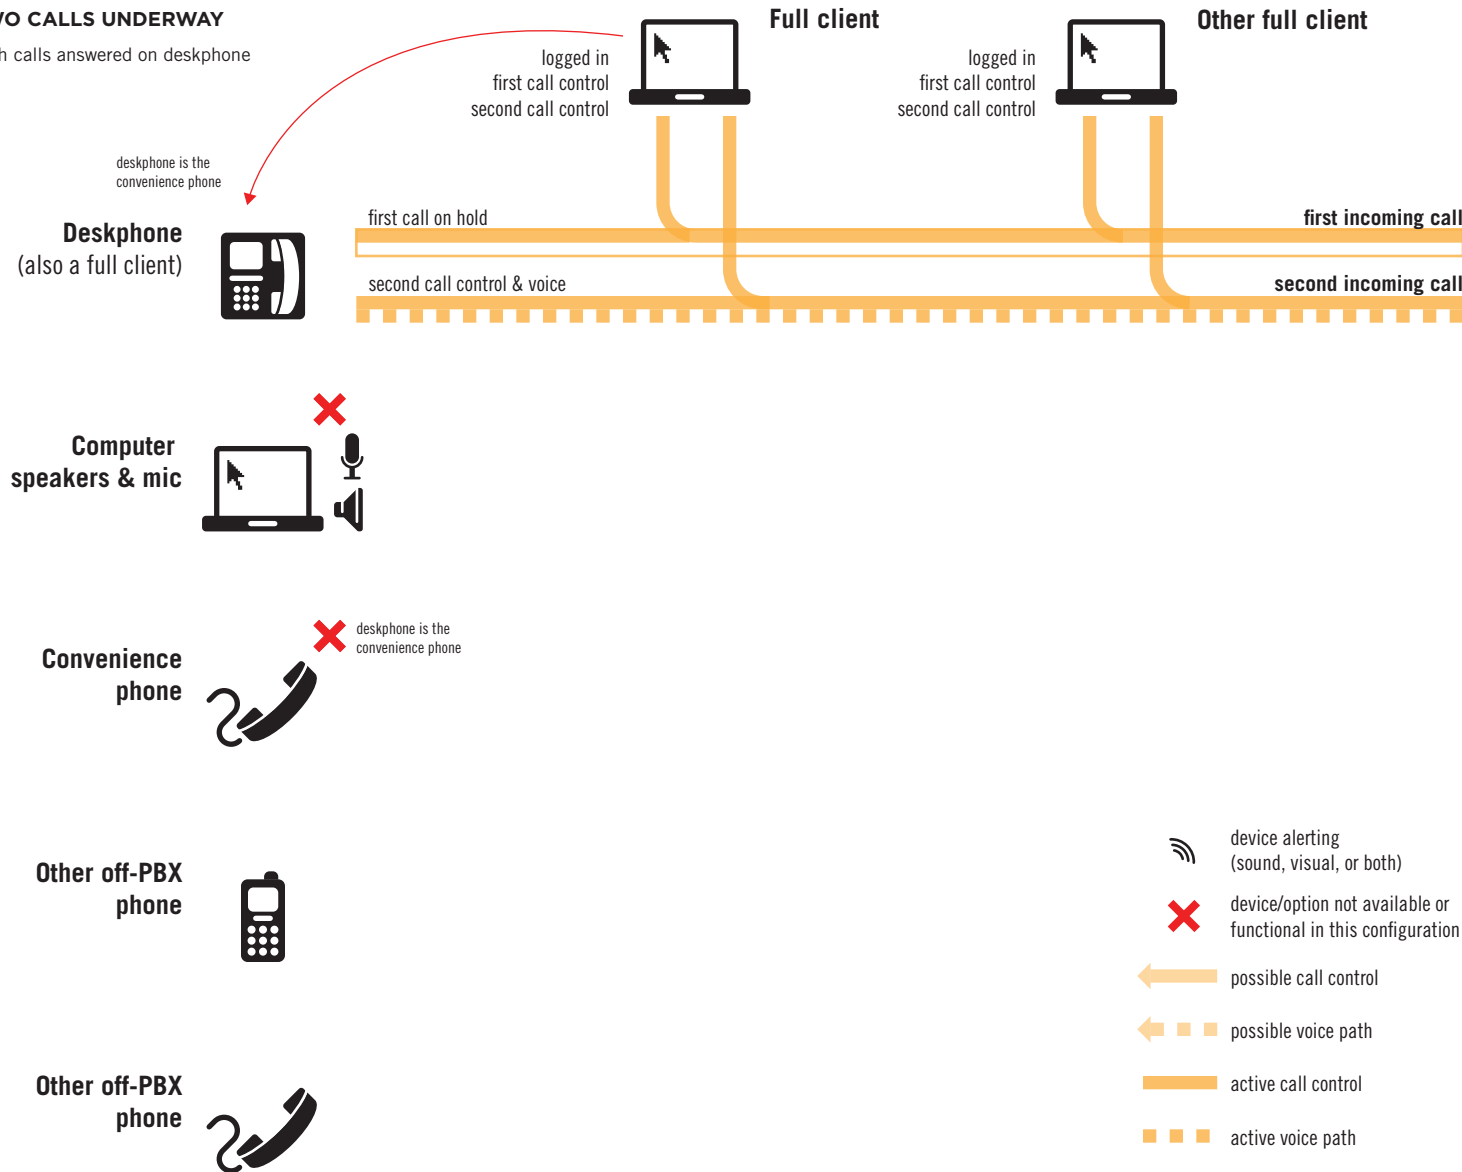 WO CALLS UNDERWAY
h calls answered on deskphone
Full client
logged in
first call control
second call control
Other full client
logged in
first call control
second call control
deskphone is the
convenience phone
Deskphone
(also a full client)
first call on hold
first incoming call
second call control & voice
second incoming call
Computer
speakers & mic
Convenience
phone
deskphone is the
convenience phone
Other off-PBX
phone
Other off-PBX
phone
device alerting
(sound, visual, or both)
device/option not available or
functional in this configuration
possible call control
possible voice path
active call control
active voice path